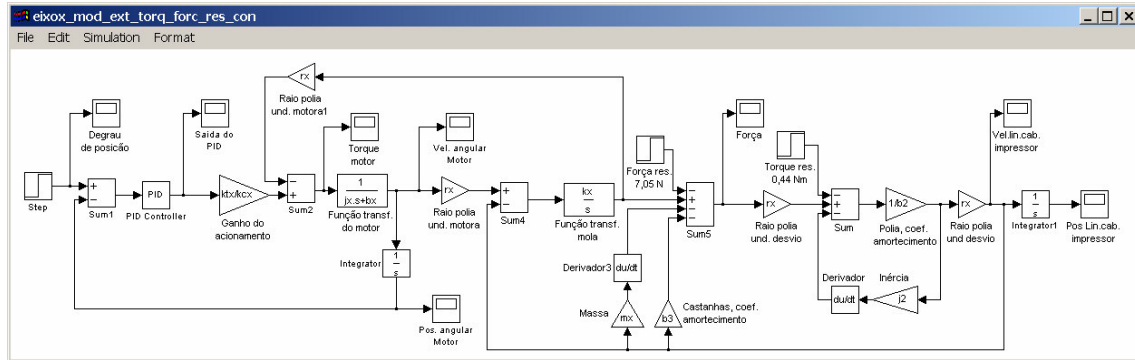 eixox_mod_ext_torq_forc_res_con
File Edit Simulation Format
rx
Raio polia
und. motora1
Degrau
de posicão
Saida do
PID
Torque
motor
Vel. angular
Motor
Força res.
7,05 N
Força
Torque res.
0,44 Nm
Vel.lin.cab.
impressor
Step
Sum1
PID
PID Controller
ktx/kcx
Ganho do
acionamento
Sum2
1
jx.s+bx
Função transf.
do motor
rx
Raio polia
und. motora
Sum4
kx
s
Função transf.
mola
Sum5
rx
Raio polia
und. desvio
Sum
1/b2
Polia, coef.
amortecimento
rx
Raio polia
und desvio
1
s
Integrator1
Pos Lin.cab.
impressor
Integrator
1
s
Derivador3
du/dt
Massa
mx
b3
Castanhas, coef.
amortecimento
Derivador
du/dt
Inércia
j2
Pos. angular
Motor